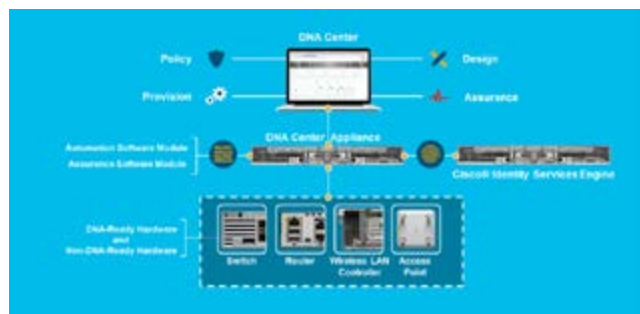 DNA Center
Policy
Design
Provision
Assurance
DNA Center Appliance
Automation Software Module
Assurance Software Module
Cisco® Identity Services Engine
DNA-Ready Hardware
and
Non-DNA-Ready Hardware
Switch
Router
Wireless LAN
Controller
Access
Point